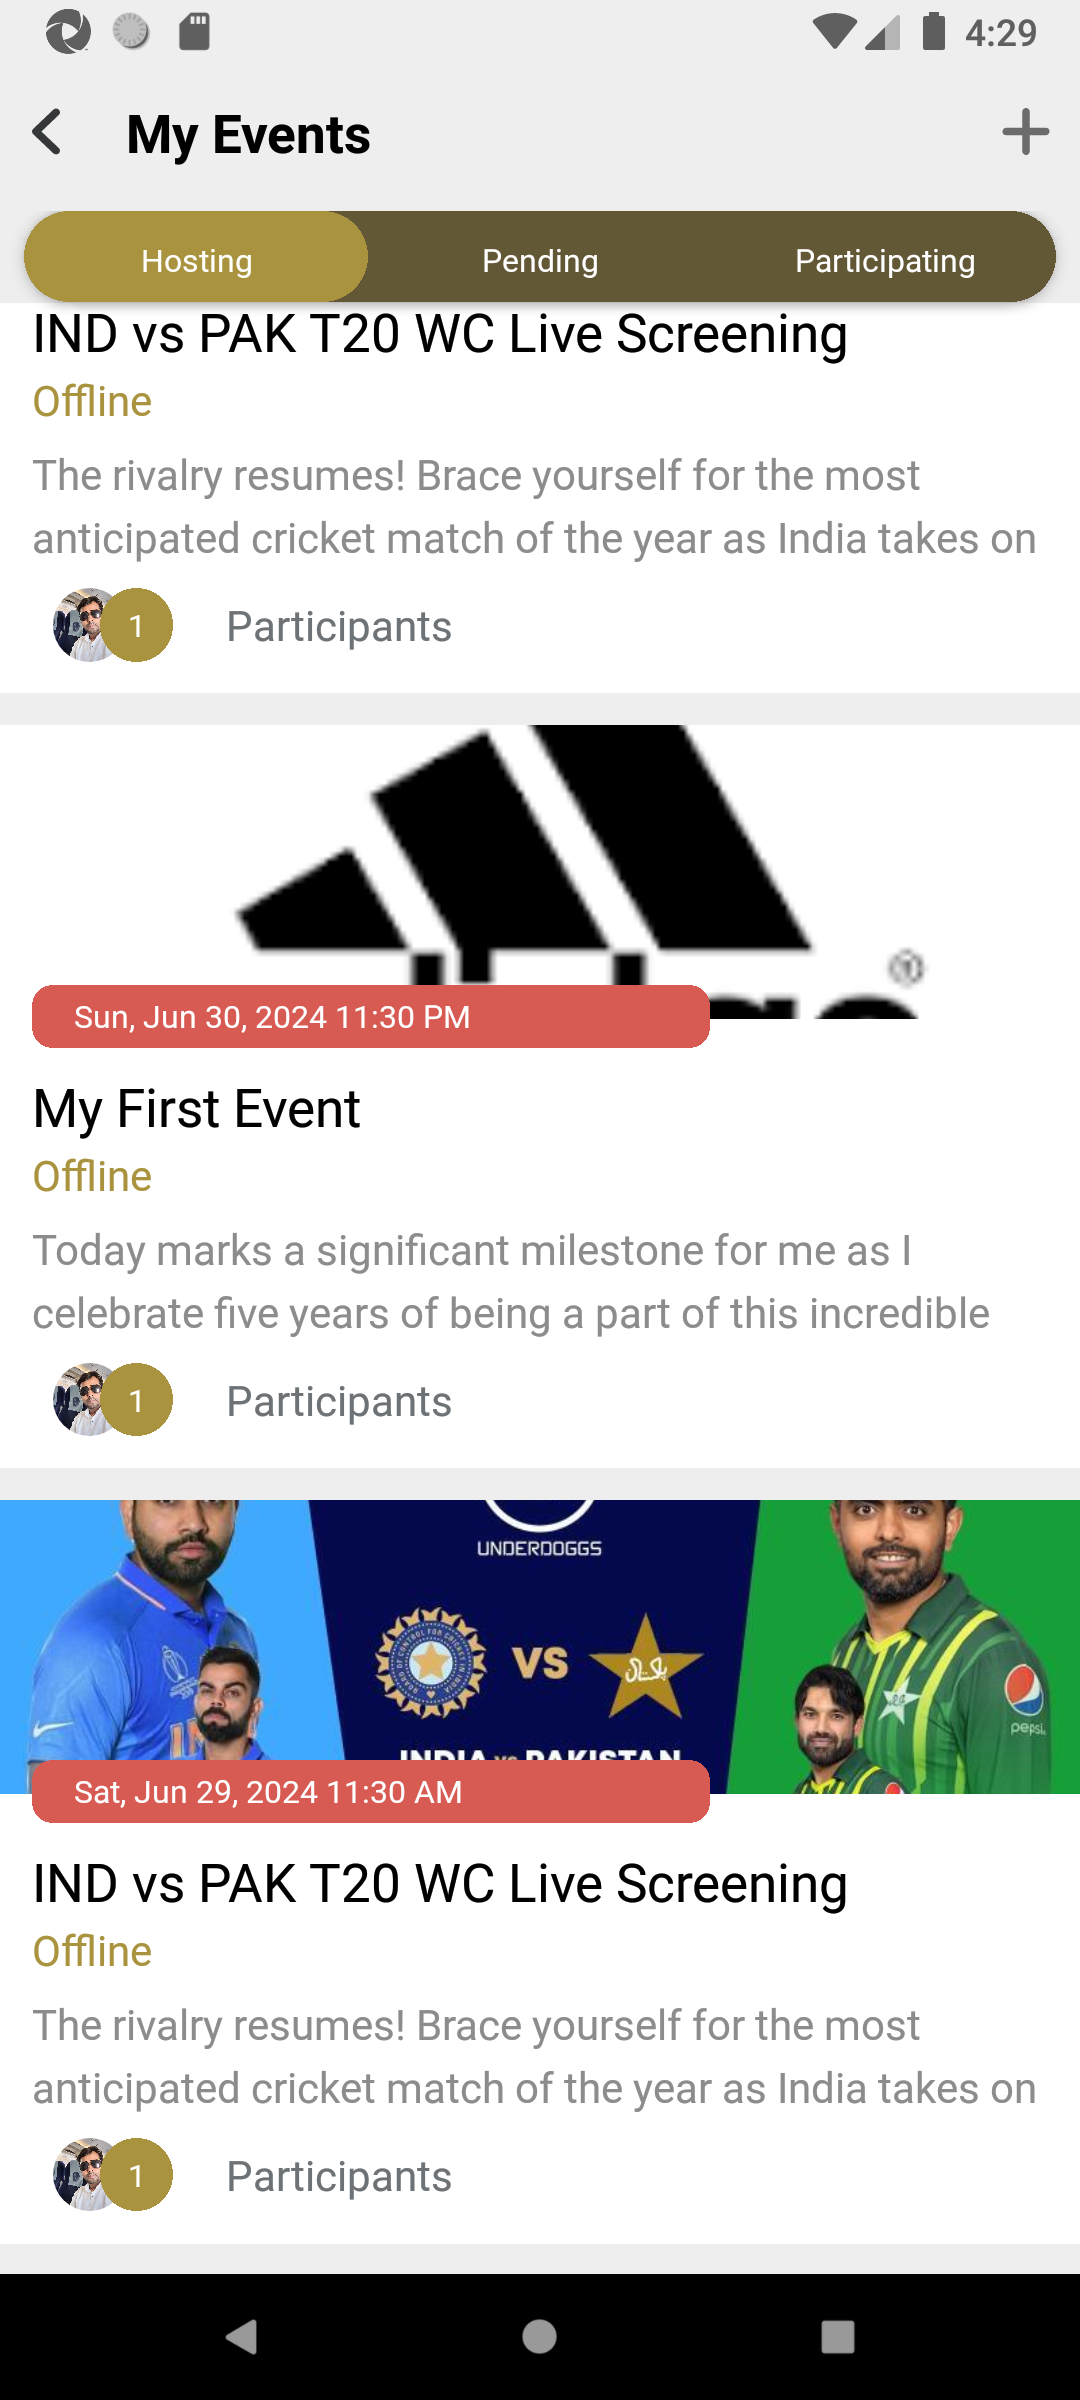 4:29
My Events
Hosting
Pending
Participating
IND vs PAK T20 WC Live Screening
Offline
The rivalry resumes! Brace yourself for the most
anticipated cricket match of the year as India takes on
1
Participants
®
Sun, Jun 30, 2024 11:30 PM
My First Event
Offline
Today marks a significant milestone for me as I
celebrate five years of being a part of this incredible
1
Participants
UNDERDOGGS
VS
INDIA vs PAKISTAN
pepsi
Sat, Jun 29, 2024 11:30 AM
IND vs PAK T20 WC Live Screening
Offline
The rivalry resumes! Brace yourself for the most
anticipated cricket match of the year as India takes on
1
Participants